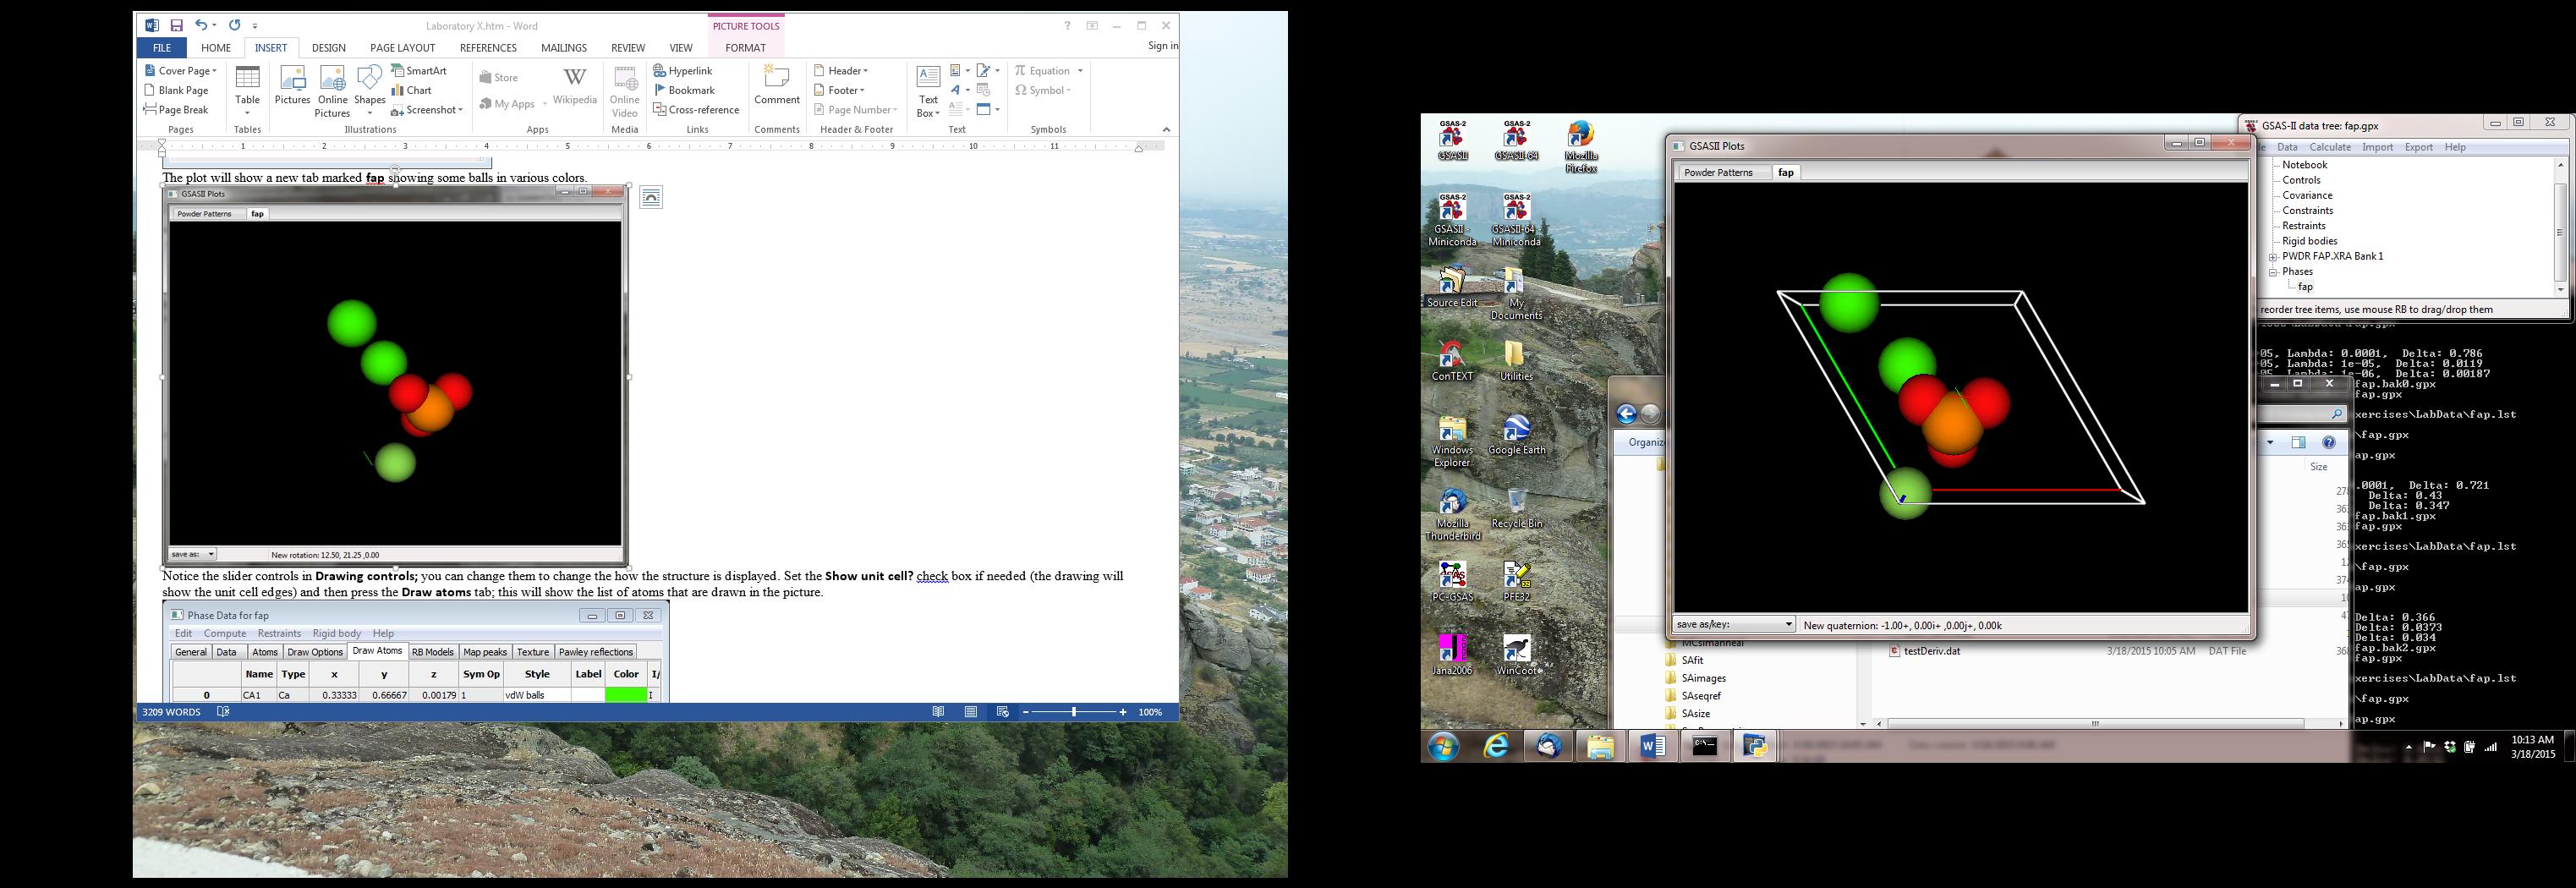 Laboratory X.htm - Word
PICTURE TOOLS
FILE HOME INSERT DESIGN PAGE LAYOUT REFERENCES MAILINGS REVIEW VIEW FORMAT Sign in
Cover Page
Blank Page
Page Break
Pages
Table
Tables
Pictures
Online Pictures
Shapes
SmartArt
Chart
Screenshot
Illustrations
Store
My Apps
Wikipedia
Apps
Online Video
Media
Hyperlink
Bookmark
Cross-reference
Links
Comment
Comments
Header
Footer
Page Number
Header & Footer
Text Box
Text
Equation
Symbol
Symbols
1 2 3 4 5 6 7 8 9 10 11
The plot will show a new tab marked fap showing some balls in various colors.
GSASII Plots
Powder Patterns fap
save as: New rotation: 12.50, 21.25 ,0.00
Notice the slider controls in Drawing controls; you can change them to change the how the structure is displayed. Set the Show unit cell? check box if needed (the drawing will
show the unit cell edges) and then press the Draw atoms tab; this will show the list of atoms that are drawn in the picture.
Phase Data for fap
Edit Compute Restraints Rigid body Help
General Data Atoms Draw Options Draw Atoms RB Models Map peaks Texture Pawley reflections
Name Type x y z Sym Op Style Label Color I/
0 CA1 Ca 0.33333 0.66667 0.00179 1 vdW balls I
3209 WORDS 100%
GSAS-2 GSAS-2
GSASII GSASII-64 Mozilla Firefox
GSAS-2 GSAS-2
GSASII - Miniconda GSASII-64 - Miniconda
Source Edit My Documents
ConTEXT Utilities
Windows Explorer Google Earth
Mozilla Thunderbird Recycle Bin
PC-GSAS PFE32
Jana2006 WinCoot
GSASII Plots
Powder Patterns fap
save as/key: New quaternion: -1.00+, 0.00i+ ,0.00j+, 0.00k
GSAS-II data tree: fap.gpx
Data Calculate Import Export Help
Notebook
Controls
Covariance
Constraints
Restraints
Rigid bodies
PWDR FAP.XRA Bank 1
Phases
fap
reorder tree items, use mouse RB to drag/drop them
05, Lambda: 0.0001, Delta: 0.786
05, Lambda: 1e-05, Delta: 0.0119
05, Lambda: 1e-06, Delta: 0.00187
fap.bak0.gpx
fap.gpx
xercises\LabData\fap.lst
\fap.gpx
ap.gpx
.0001, Delta: 0.721
Delta: 0.43
Delta: 0.347
fap.bak1.gpx
fap.gpx
xercises\LabData\fap.lst
\fap.gpx
ap.gpx
Delta: 0.366
Delta: 0.0373
Delta: 0.034
fap.bak2.gpx
fap.gpx
xercises\LabData\fap.lst
\fap.gpx
ap.gpx
Organiz
Size
testDeriv.dat 3/18/2015 10:05 AM DAT File 368
MCsimanneal
SAfit
SAimages
SAseqref
SAsize
10:13 AM
3/18/2015